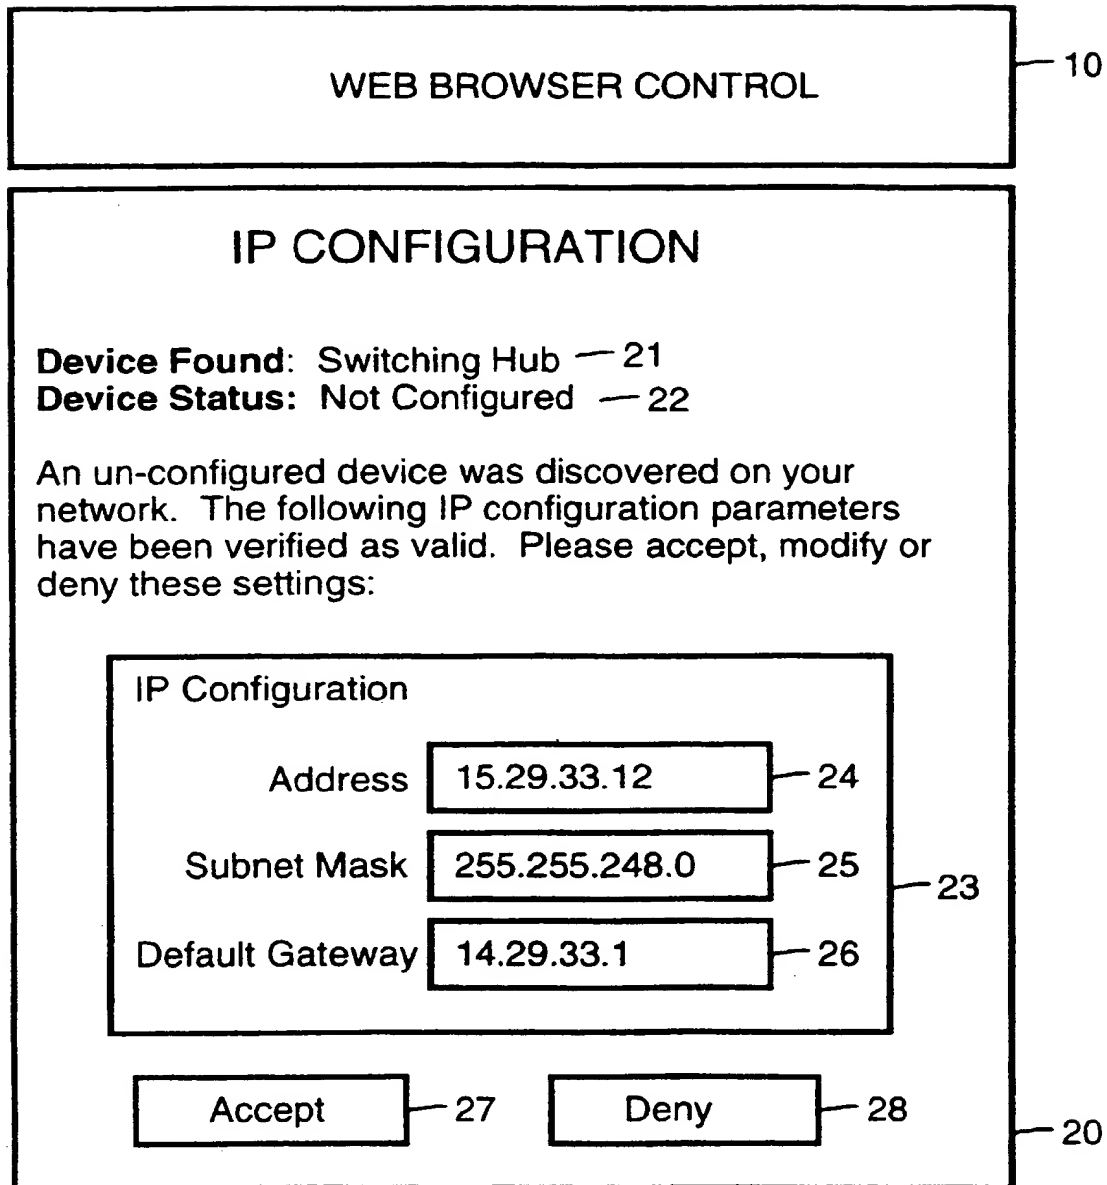 WEB BROWSER CONTROL
10
IP CONFIGURATION
Device Found: Switching Hub 21
Device Status: Not Configured 22
An un-configured device was discovered on your
network. The following IP configuration parameters
have been verified as valid. Please accept, modify or
deny these settings:
IP Configuration
Address 15.29.33.12 24
Subnet Mask 255.255.248.0 25
23
Default Gateway 14.29.33.1 26
Accept 27 Deny 28
20